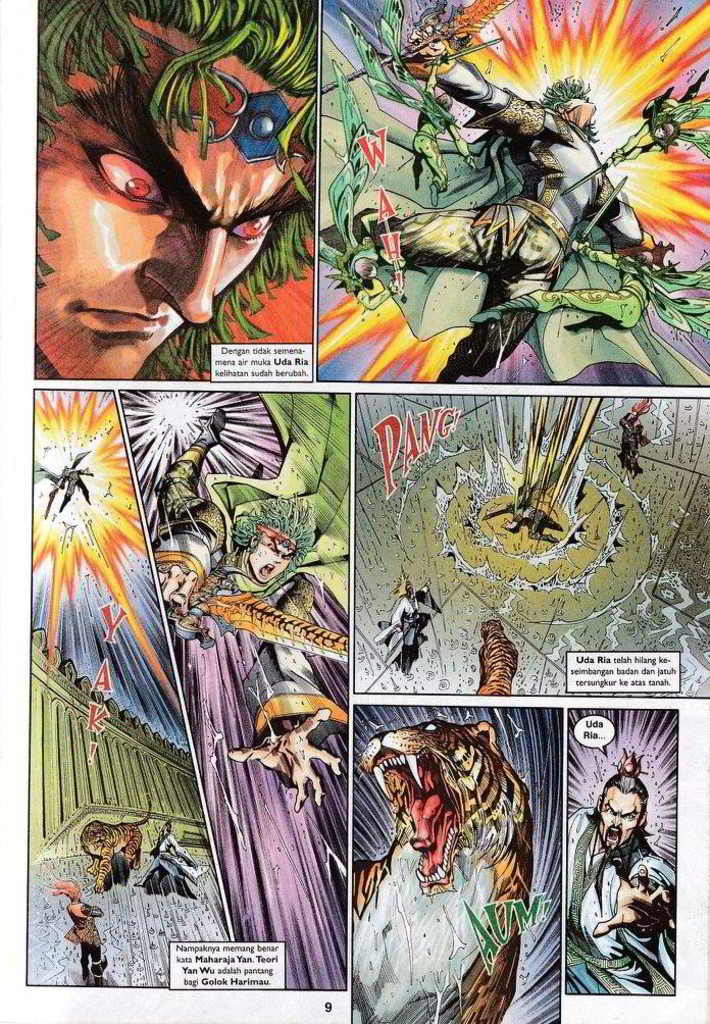 Dengan tidak semena-
mena air muka Uda Ria
kelihatan sudah berubah.
WAHH!
YAK!
Nampaknya memang benar
kata Maharaja Yan. Teori
Yan Wu adalah pantang
bagi Golok Harimau.
PANG!
Uda Ria telah hilang ke-
seimbangan badan dan jatuh
tersungkur ke atas tanah.
AUM!
Uda
Ria...
9